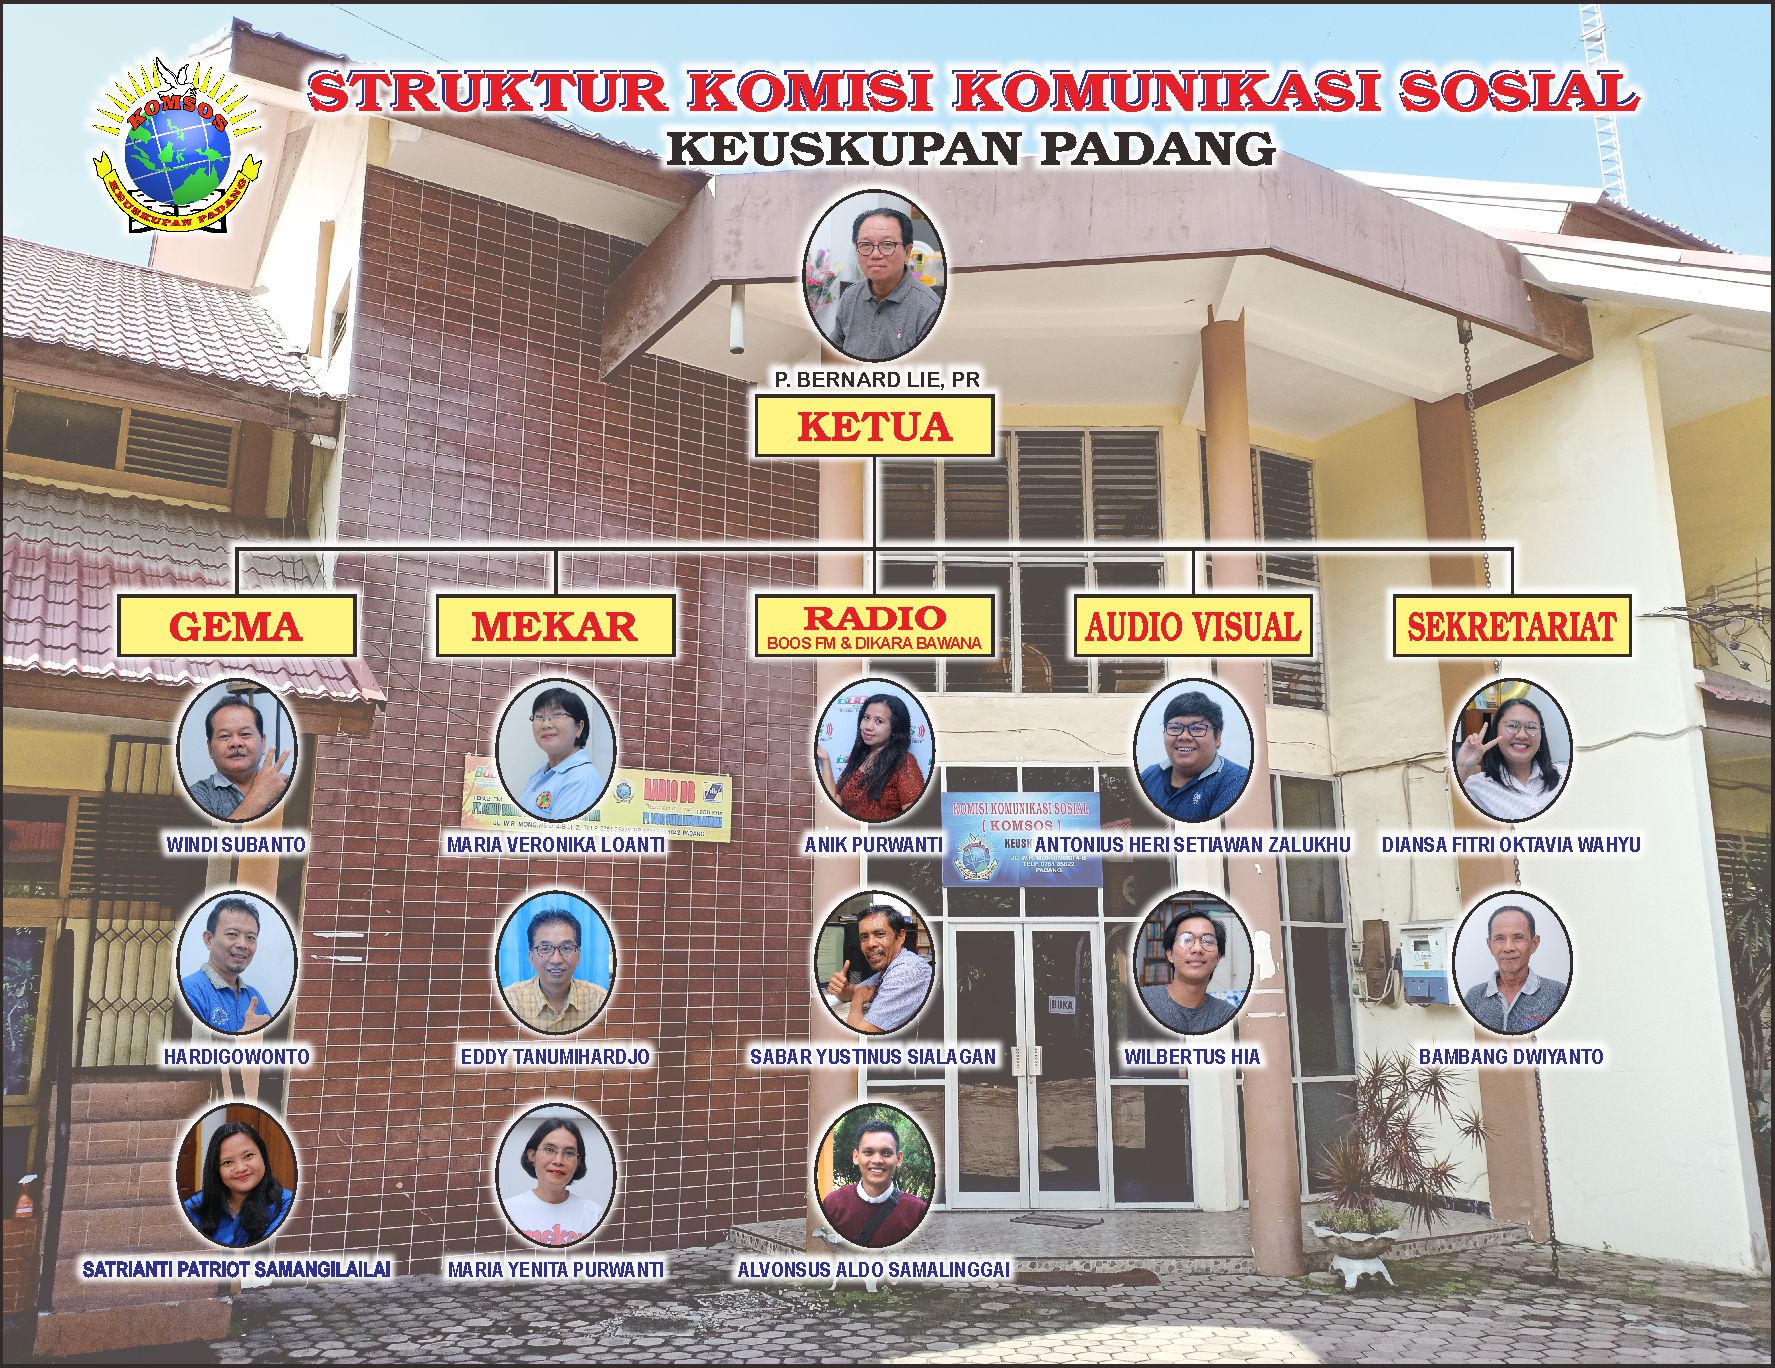 STRUKTUR KOMISI KOMUNIKASI SOSIAL
KEUSKUPAN PADANG
KOMSOS
KEUSKUPAN PADANG
P. BERNARD LIE, PR
KETUA
GEMA
MEKAR
RADIO
BOOS FM & DIKARA BAWANA
AUDIO VISUAL
SEKRETARIAT
WINDI SUBANTO
MARIA VERONIKA LOANTI
ANIK PURWANTI
ANTONIUS HERI SETIAWAN ZALUKHU
DIANSA FITRI OKTAVIA WAHYU
RADIO DB
KOMISI KOMUNIKASI SOSIAL
( KOMSOS )
PADANG
HARDIGOWONTO
EDDY TANUMIHARDJO
SABAR YUSTINUS SIALAGAN
WILBERTUS HIA
BAMBANG DWIYANTO
BUKA
SATRIANTI PATRIOT SAMANGILAILAI
MARIA YENITA PURWANTI
ALVONSUS ALDO SAMALINGGAI